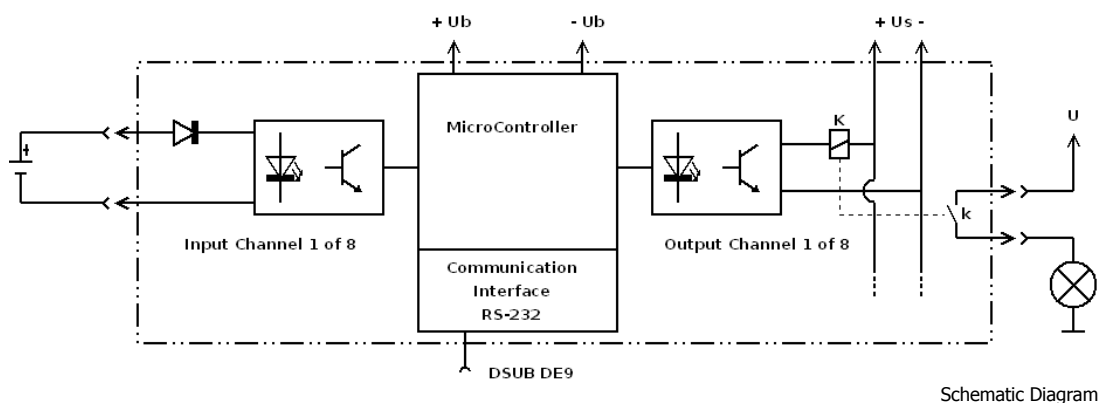 + Ub
- Ub
+ Us -
+
MicroController
K
U
k
Input Channel 1 of 8
Output Channel 1 of 8
Communication
Interface
RS-232
DSUB DE9
Schematic Diagram